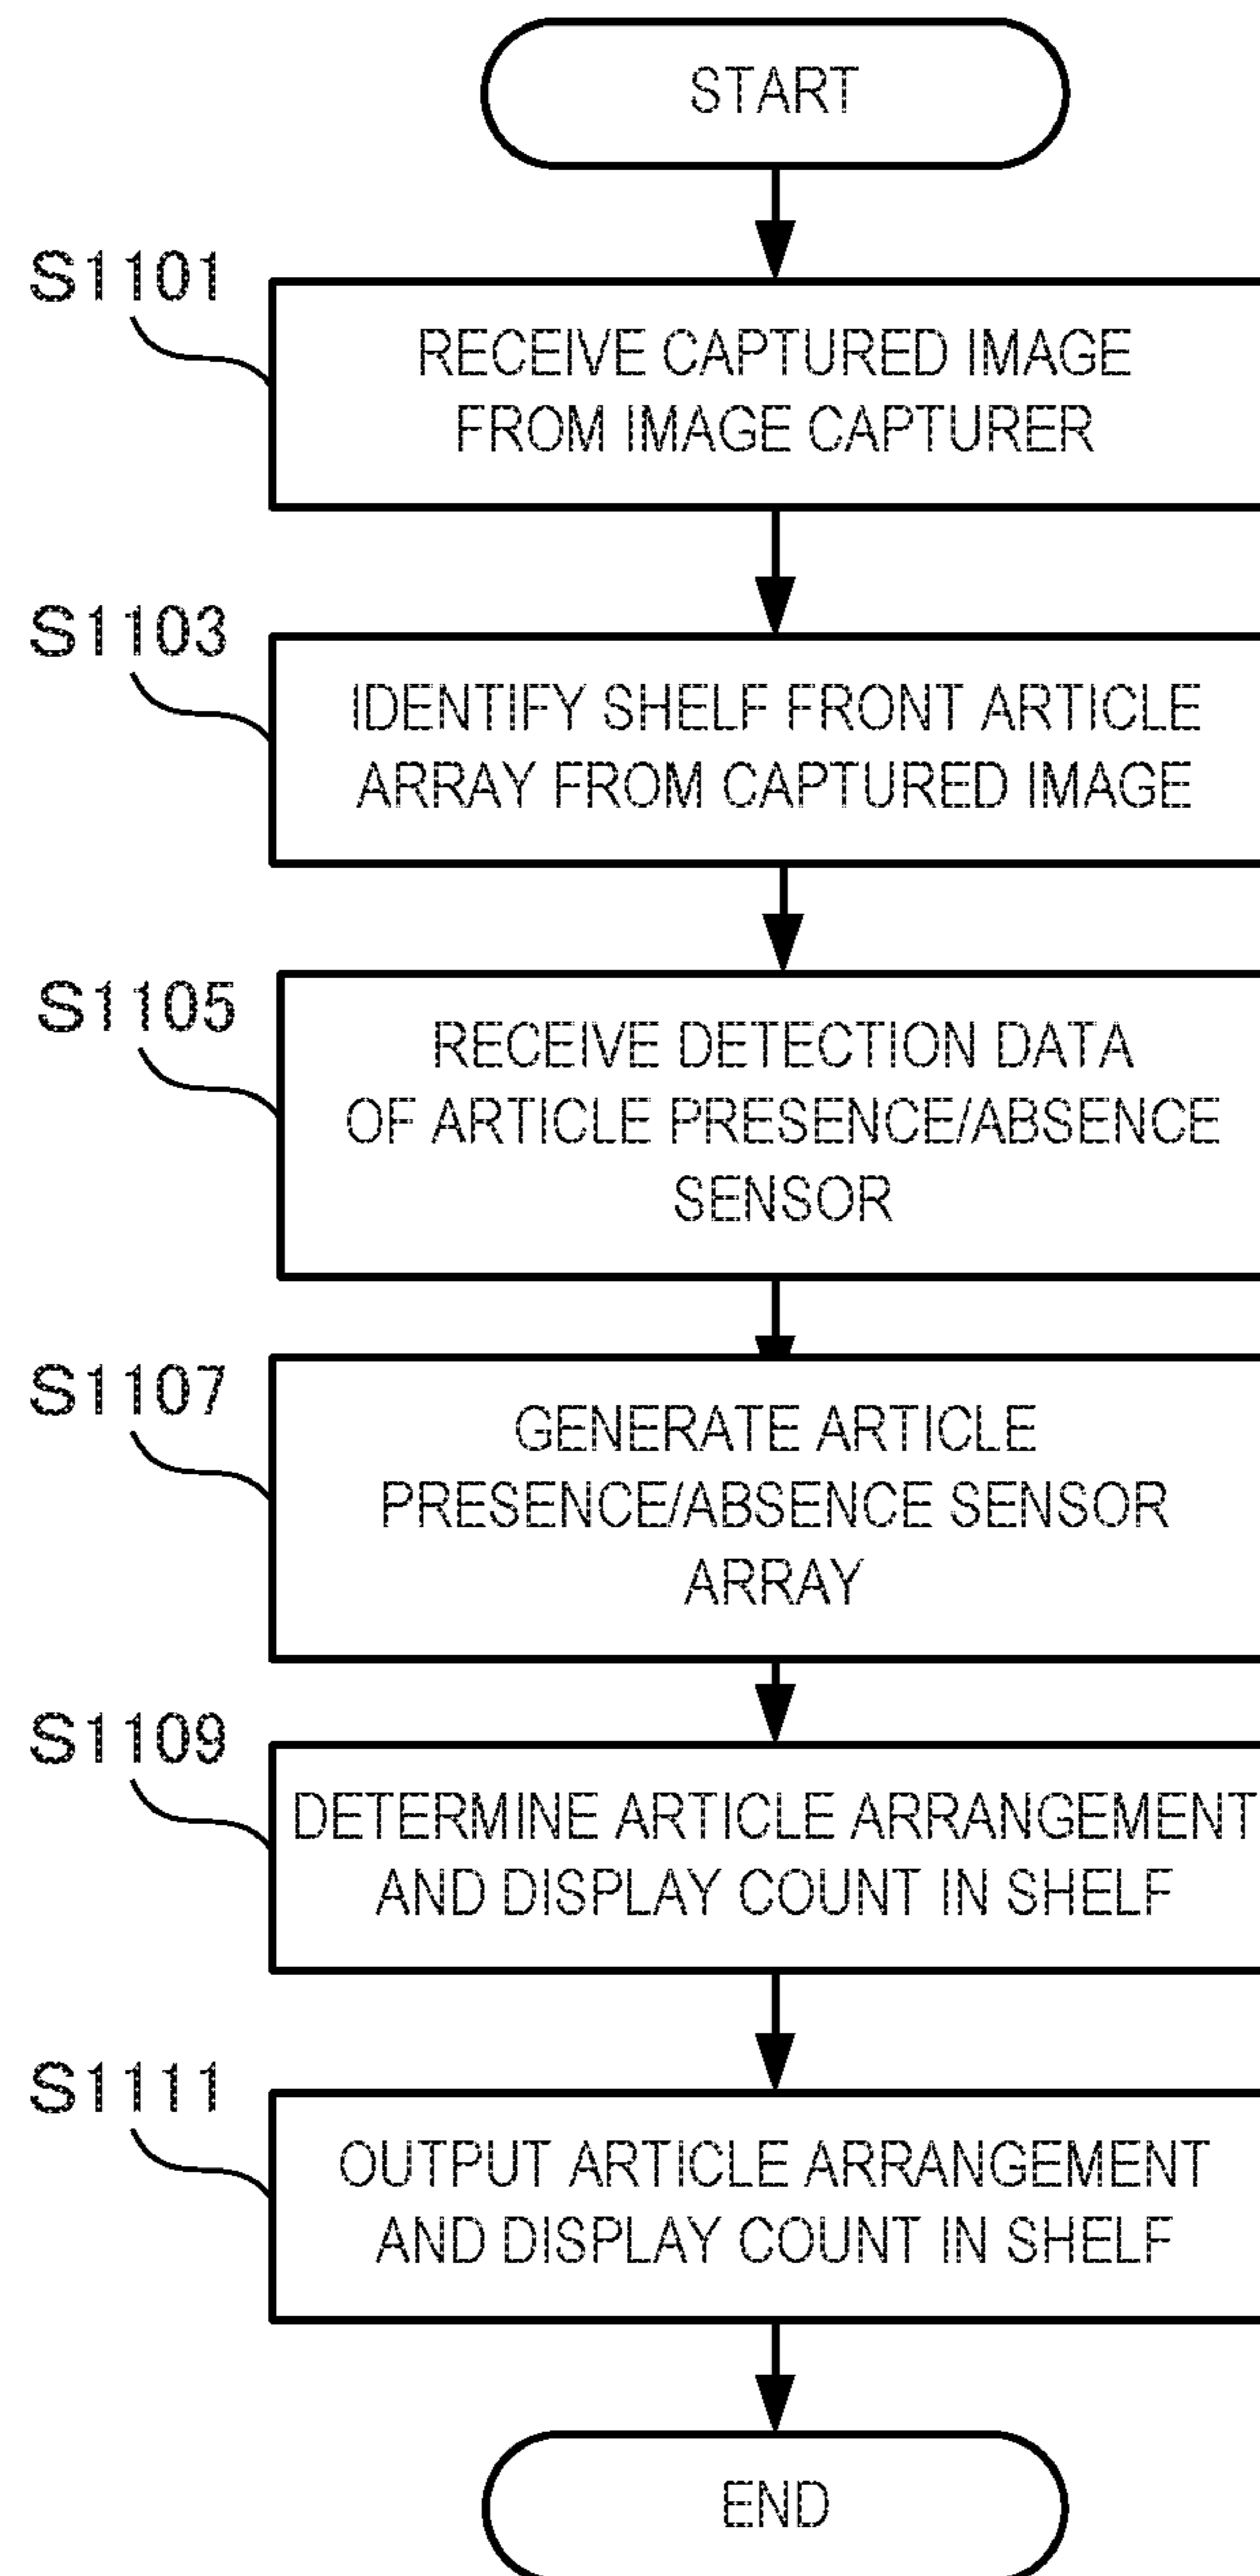 START
S1101
RECEIVE CAPTURED IMAGE
FROM IMAGE CAPTURER
S1103
IDENTIFY SHELF FRONT ARTICLE
ARRAY FROM CAPTURED IMAGE
S1105
RECEIVE DETECTION DATA
OF ARTICLE PRESENCE/ABSENCE
SENSOR
S1107
GENERATE ARTICLE
PRESENCE/ABSENCE SENSOR
ARRAY
S1109
DETERMINE ARTICLE ARRANGEMENT
AND DISPLAY COUNT IN SHELF
S1111
OUTPUT ARTICLE ARRANGEMENT
AND DISPLAY COUNT IN SHELF
END